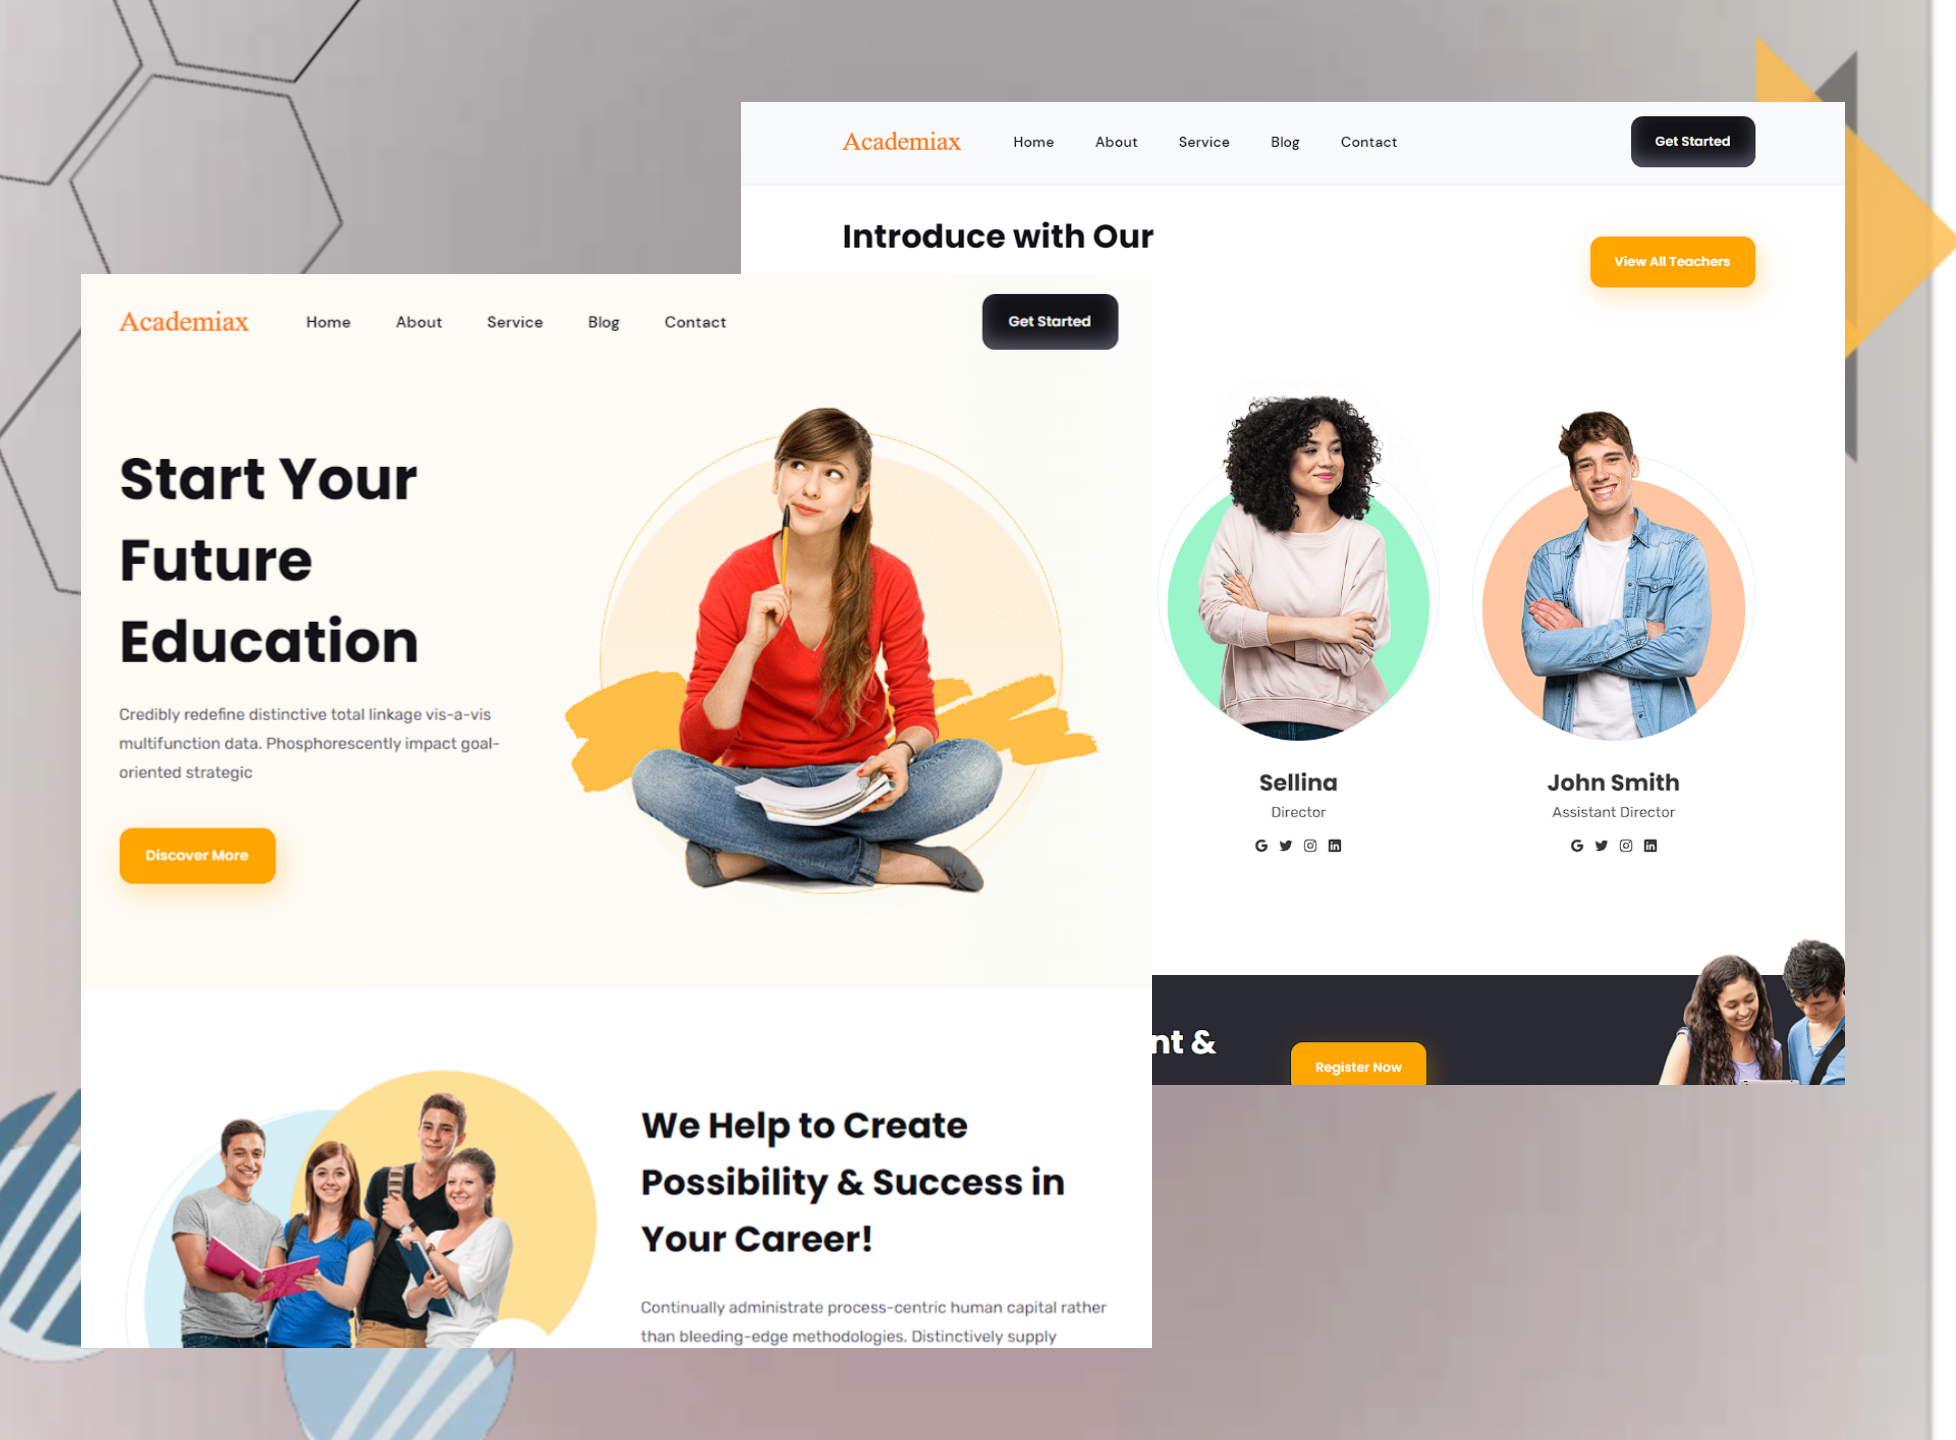 Academiax Home About Service Blog Contact Get Started
Introduce with Our
View All Teachers
Sellina
Director
John Smith
Assistant Director
&
Register Now
Academiax Home About Service Blog Contact Get Started
Start Your
Future
Education
Credibly redefine distinctive total linkage vis-a-vis
multifunction data. Phosphorescently impact goal-
oriented strategic
Discover More
We Help to Create
Possibility & Success in
Your Career!
Continually administrate process-centric human capital rather
than bleeding-edge methodologies. Distinctively supply